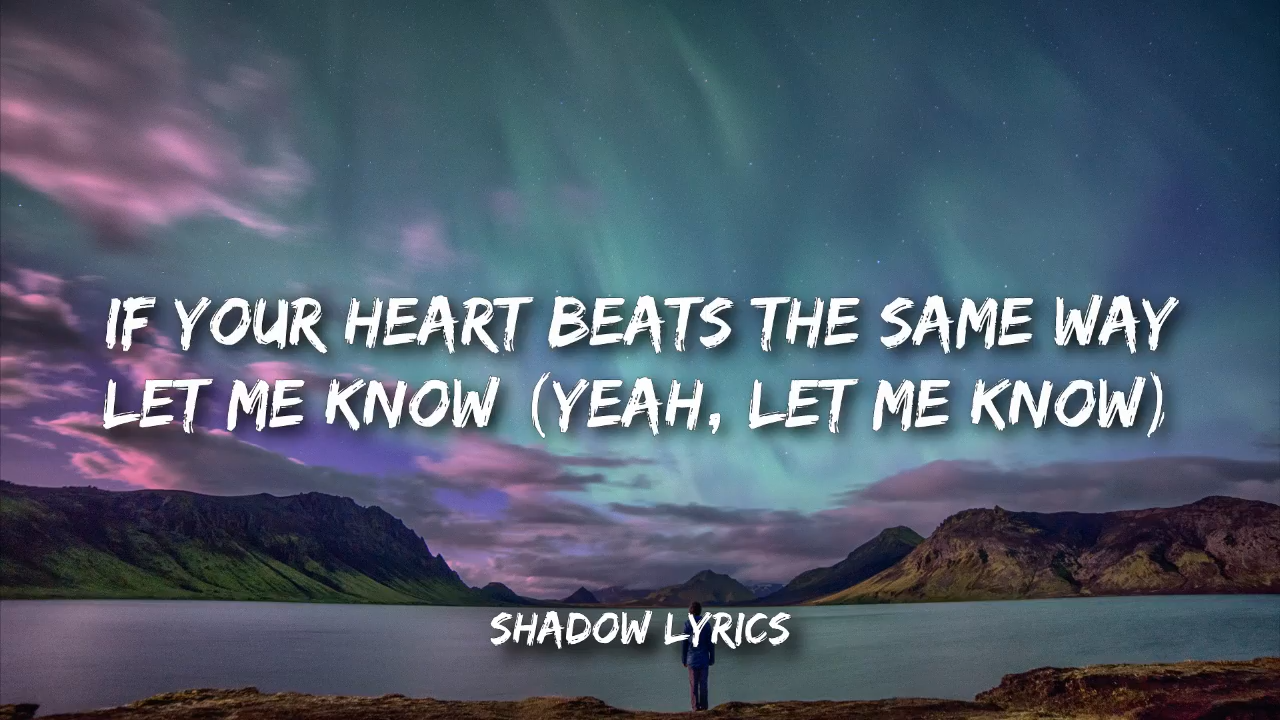 IF YOUR HEART BEATS THE SAME WAY
LET ME KNOW (YEAH, LET ME KNOW)
SHADOW LYRICS